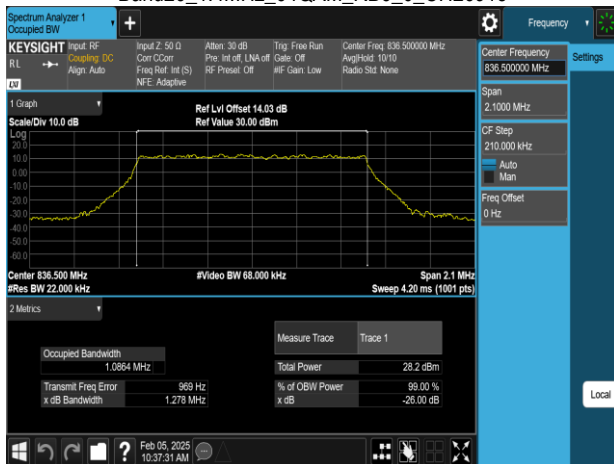 Spectrum Analyzer 1
Occupied BW
Frequency
KEYSIGHT
RL
LXI
Input: RF
Coupling: DC
Align: Auto
Input Z: 50 Ω
Corr CCorr
Freq Ref: Int (S)
NFE: Adaptive
Atten: 30 dB
Pre: Int off, LNA off
RF Presel: Off
Trig: Free Run
Gate: Off
#IF Gain: Low
Center Freq: 836.500000 MHz
Avg|Hold: 10/10
Radio Std: None
Center Frequency
836.500000 MHz
Settings
Span
2.1000 MHz
CF Step
210.000 kHz
Auto
Man
Freq Offset
0 Hz
Local
1 Graph
Scale/Div 10.0 dB
Ref Lvl Offset 14.03 dB
Ref Value 30.00 dBm
Log
20.0
10.0
0.00
-10.0
-20.0
-30.0
-40.0
-50.0
-60.0
Center 836.500 MHz
#Video BW 68.000 kHz
Span 2.1 MHz
#Res BW 22.000 kHz
Sweep 4.20 ms (1001 pts)
2 Metrics
Measure Trace
Trace 1
Occupied Bandwidth
1.0864 MHz
Total Power
28.2 dBm
Transmit Freq Error
969 Hz
% of OBW Power
99.00 %
x dB Bandwidth
1.278 MHz
x dB
-26.00 dB
Feb 05, 2025
10:37:31 AM